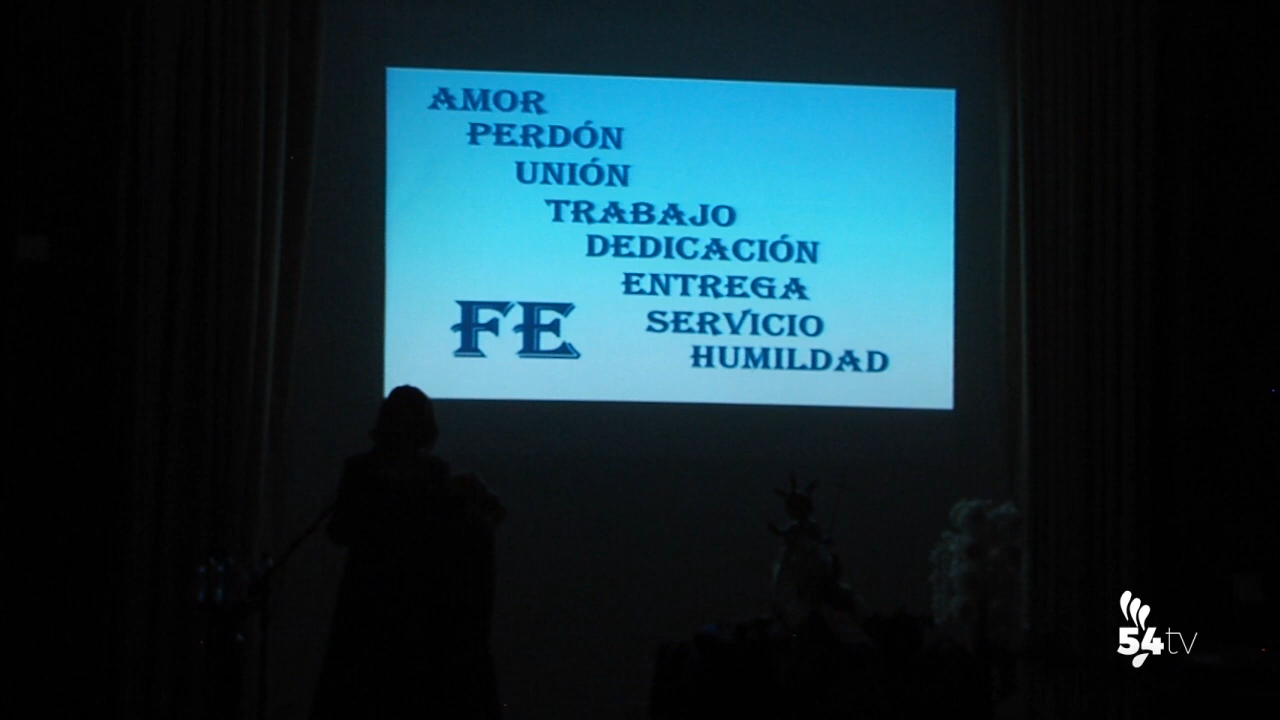 AMOR
PERDÓN
UNIÓN
TRABAJO
DEDICACIÓN
ENTREGA
SERVICIO
HUMILDAD
FE
54tv